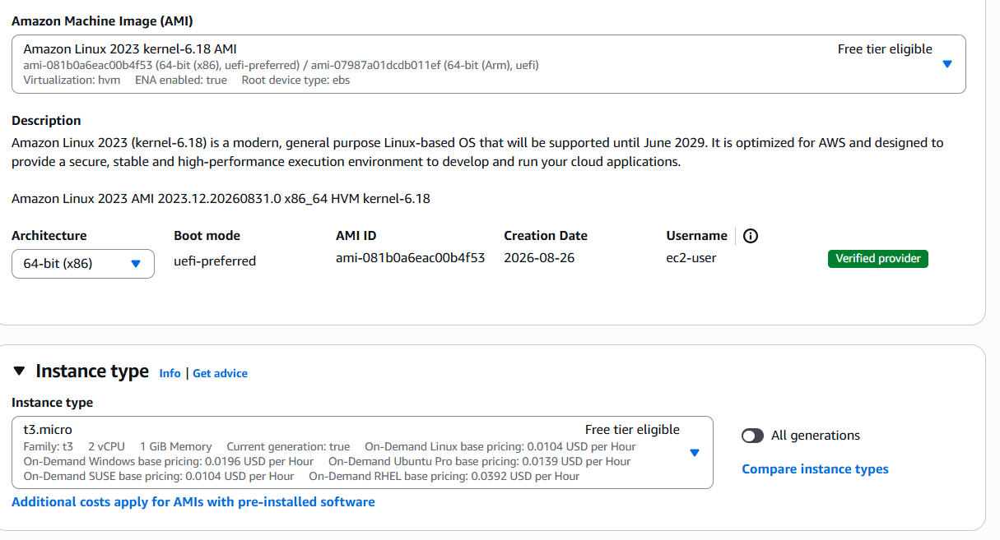 Amazon Machine Image (AMI)
Amazon Linux 2023 kernel-6.18 AMI
Free tier eligible
ami-081b0a6eac00b4f53 (64-bit (x86), uefi-preferred) / ami-07987a01dcdb011ef (64-bit (Arm), uefi)
Virtualization: hvm ENA enabled: true Root device type: ebs
Description
Amazon Linux 2023 (kernel-6.18) is a modern, general purpose Linux-based OS that will be supported until June 2029. It is optimized for AWS and designed to
provide a secure, stable and high-performance execution environment to develop and run your cloud applications.
Amazon Linux 2023 AMI 2023.12.20260831.0 x86_64 HVM kernel-6.18
Architecture Boot mode AMI ID Creation Date Username
64-bit (x86) uefi-preferred ami-081b0a6eac00b4f53 2026-08-26 ec2-user Verified provider
Instance type Info | Get advice
Instance type
t3.micro Free tier eligible
Family: t3 2 vCPU 1 GiB Memory Current generation: true On-Demand Linux base pricing: 0.0104 USD per Hour
On-Demand Windows base pricing: 0.0196 USD per Hour On-Demand Ubuntu Pro base pricing: 0.0139 USD per Hour
On-Demand SUSE base pricing: 0.0104 USD per Hour On-Demand RHEL base pricing: 0.0392 USD per Hour
All generations
Compare instance types
Additional costs apply for AMIs with pre-installed software